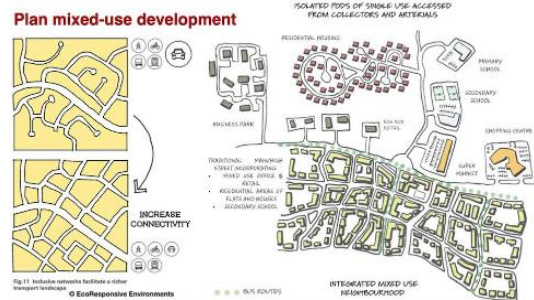 Plan mixed-use development
ISOLATED PODS OF SINGLE USE ACCESSED
FROM COLLECTORS AND ARTERIALS
RESIDENTIAL HOUSING
PRIMARY
SCHOOL
SECONDARY
SCHOOL
BUSINESS PARK
BIG BOX
RETAIL
SHOPPING CENTRE
SUPER
MARKET
TRADITIONAL MAIN/HIGH
STREET INCORPORATING
MIXED USE OFFICE &
RETAIL
• RESIDENTIAL AREAS OF
FLATS AND HOUSES
• SECONDARY SCHOOL
INCREASE
CONNECTIVITY
Fig.11 Inclusive networks facilitate a richer
transport landscape.
© EcoResponsive Environments
BUS ROUTES
INTEGRATED MIXED USE
NEIGHBOURHOOD